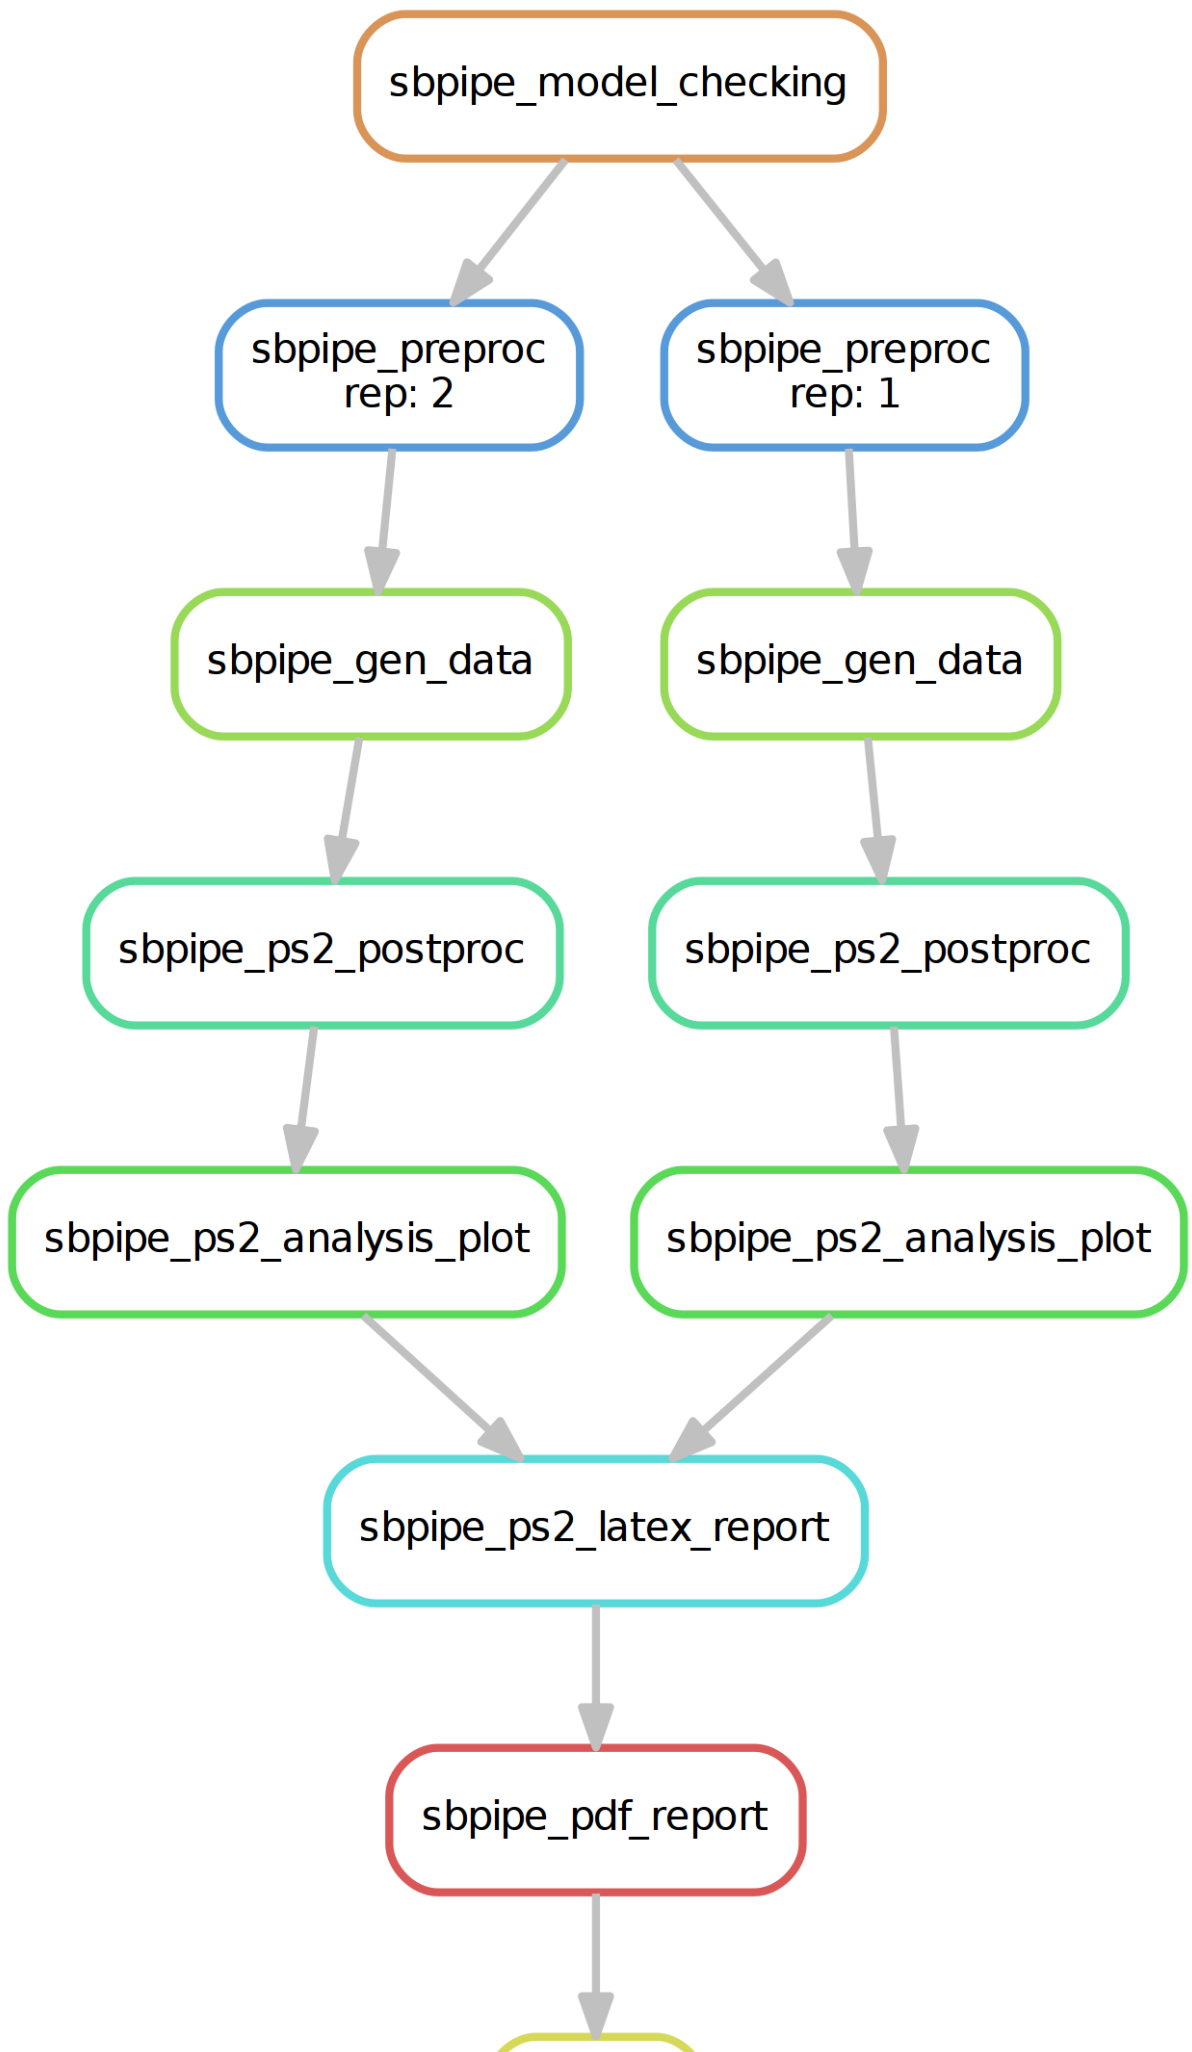 sbpipe_model_checking
sbpipe_preproc
rep: 2
sbpipe_preproc
rep: 1
sbpipe_gen_data
sbpipe_gen_data
sbpipe_ps2_postproc
sbpipe_ps2_postproc
sbpipe_ps2_analysis_plot
sbpipe_ps2_analysis_plot
sbpipe_ps2_latex_report
sbpipe_pdf_report